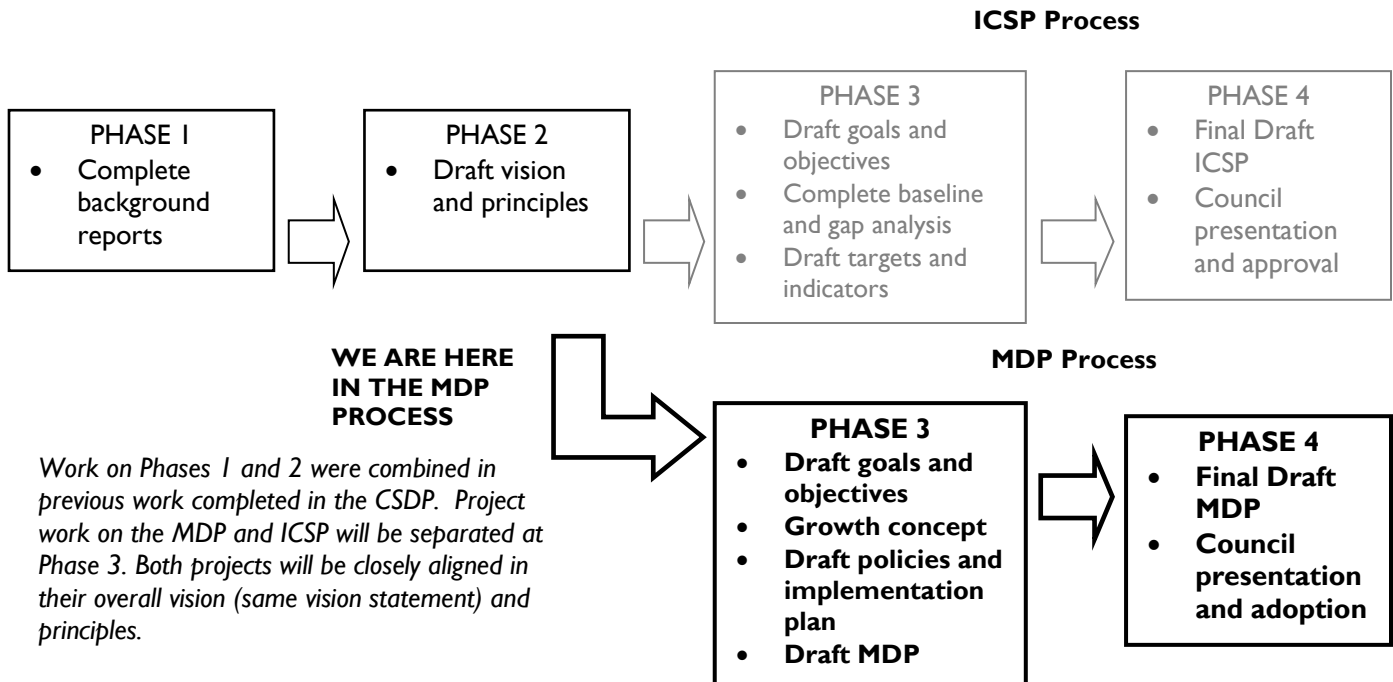 ICSP Process
PHASE 1
• Complete
background
reports
PHASE 2
• Draft vision
and principles
PHASE 3
• Draft goals and
objectives
• Complete baseline
and gap analysis
• Draft targets and
indicators
PHASE 4
• Final Draft
ICSP
• Council
presentation
and approval
WE ARE HERE
IN THE MDP
PROCESS
Work on Phases 1 and 2 were combined in
previous work completed in the CSDP.  Project
work on the MDP and ICSP will be separated at
Phase 3. Both projects will be closely aligned in
their overall vision (same vision statement) and
principles.
MDP Process
PHASE 3
• Draft goals and
objectives
• Growth concept
• Draft policies and
implementation
plan
• Draft MDP
PHASE 4
• Final Draft
MDP
• Council
presentation
and adoption